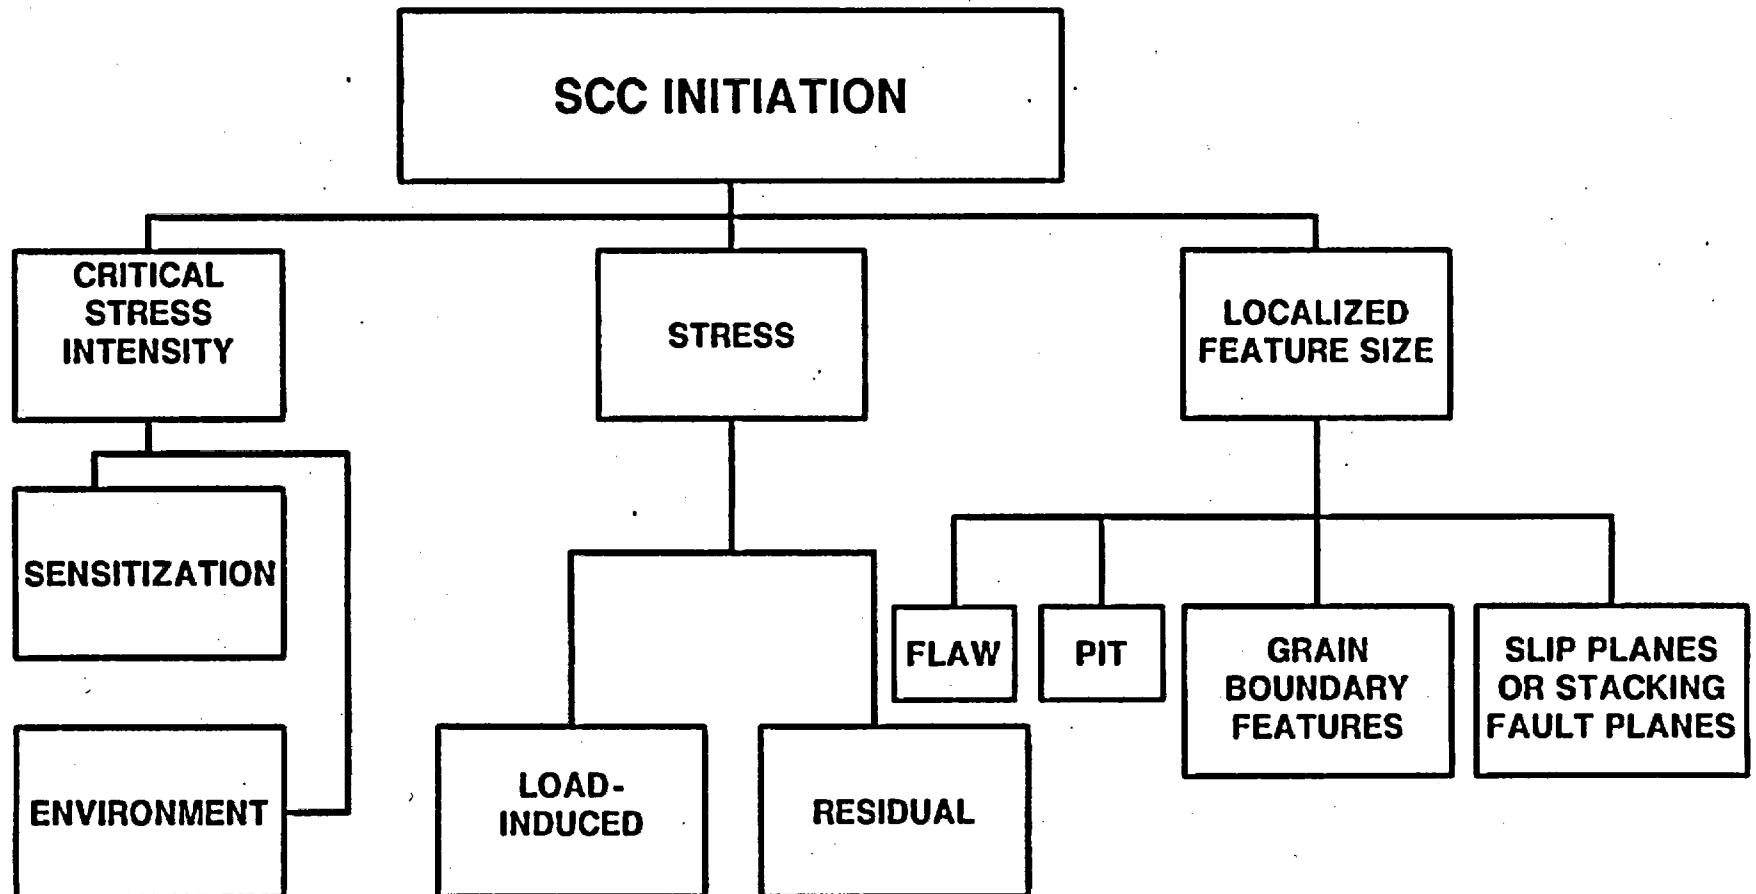 SCC INITIATION
CRITICAL
STRESS
INTENSITY
STRESS
LOCALIZED
FEATURE SIZE
SENSITIZATION
FLAW
PIT
GRAIN
BOUNDARY
FEATURES
SLIP PLANES
OR STACKING
FAULT PLANES
ENVIRONMENT
LOAD-
INDUCED
RESIDUAL